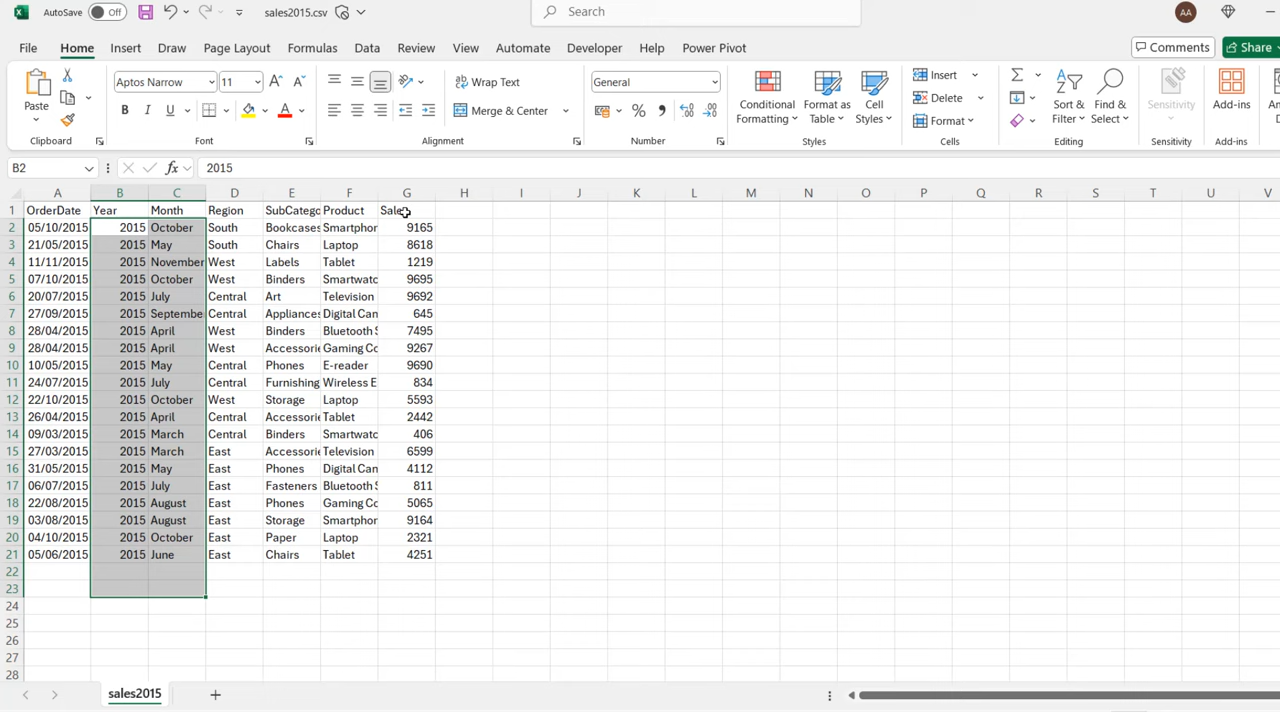 AutoSave Off sales2015.csv Search AA
File Home Insert Draw Page Layout Formulas Data Review View Automate Developer Help Power Pivot Comments Share
Paste Aptos Narrow 11 Wrap Text General Conditional Formatting Format as Table Cell Styles Insert Sort & Filter Find & Select Sensitivity Add-ins
B I U Merge & Center % Delete
Format
Clipboard Font Alignment Number Styles Cells Editing Sensitivity Add-ins
B2 fx 2015
A B C D E F G H I J K L M N O P Q R S T U V
1 OrderDate Year Month Region SubCatego Product Sales
2 05/10/2015 2015 October South Bookcases Smartphor 9165
3 21/05/2015 2015 May South Chairs Laptop 8618
4 11/11/2015 2015 November West Labels Tablet 1219
5 07/10/2015 2015 October West Binders Smartwatc 9695
6 20/07/2015 2015 July Central Art Television 9692
7 27/09/2015 2015 September Central Appliances Digital Can 645
8 28/04/2015 2015 April West Binders Bluetooth S 7495
9 28/04/2015 2015 April West Accessorie Gaming Co 9267
10 10/05/2015 2015 May Central Phones E-reader 9690
11 24/07/2015 2015 July Central Furnishing Wireless E 834
12 22/10/2015 2015 October West Storage Laptop 5593
13 26/04/2015 2015 April Central Accessorie Tablet 2442
14 09/03/2015 2015 March Central Binders Smartwatc 406
15 27/03/2015 2015 March East Accessorie Television 6599
16 31/05/2015 2015 May East Phones Digital Can 4112
17 06/07/2015 2015 July East Fasteners Bluetooth S 811
18 22/08/2015 2015 August East Phones Gaming Co 5065
19 03/08/2015 2015 August East Storage Smartphor 9164
20 04/10/2015 2015 October East Paper Laptop 2321
21 05/06/2015 2015 June East Chairs Tablet 4251
22
23
24
25
26
27
28
sales2015